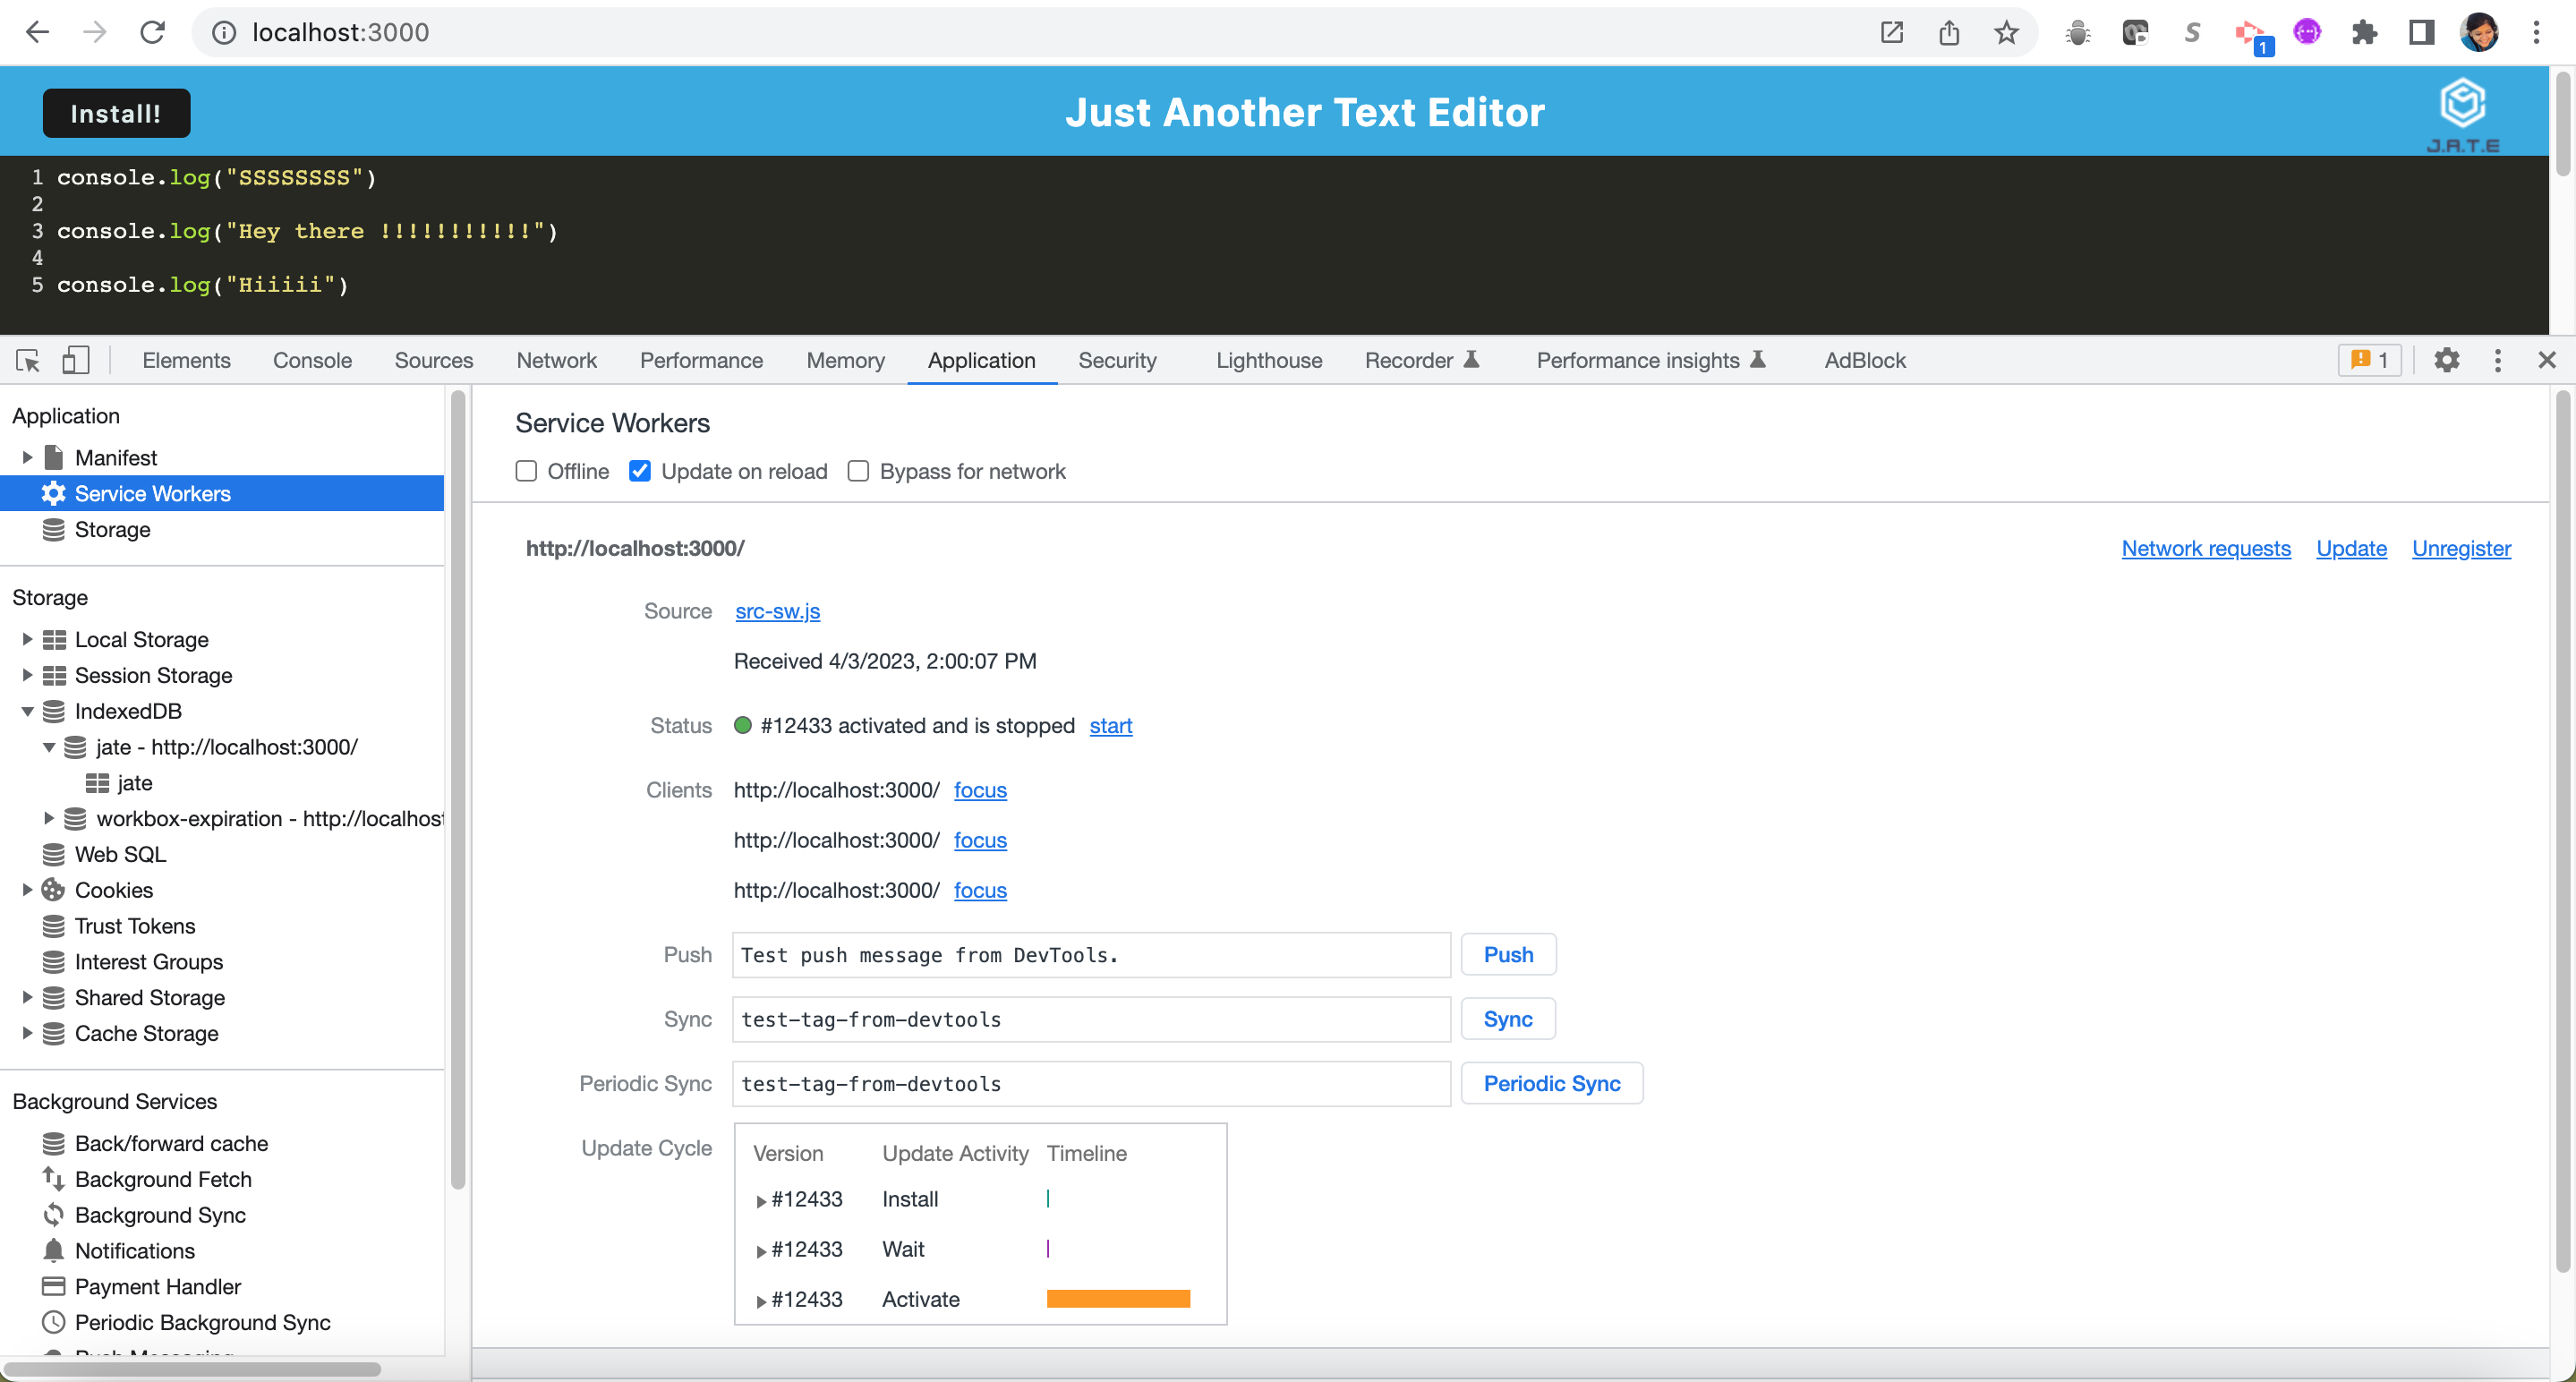 localhost:3000
1
Install!
Just Another Text Editor
J.A.T.E
1 console.log("SSSSSSSS")
2
3 console.log("Hey there !!!!!!!!!!!")
4
5 console.log("Hiiiii")
Elements Console Sources Network Performance Memory Application Security Lighthouse Recorder Performance insights AdBlock 1
Application
Manifest
Service Workers
Storage
Storage
Local Storage
Session Storage
IndexedDB
jate - http://localhost:3000/
jate
workbox-expiration - http://localhost
Web SQL
Cookies
Trust Tokens
Interest Groups
Shared Storage
Cache Storage
Background Services
Back/forward cache
Background Fetch
Background Sync
Notifications
Payment Handler
Periodic Background Sync
Push Messaging
Service Workers
Offline Update on reload Bypass for network
http://localhost:3000/ Network requests Update Unregister
Source src-sw.js
Received 4/3/2023, 2:00:07 PM
Status #12433 activated and is stopped start
Clients http://localhost:3000/ focus
http://localhost:3000/ focus
http://localhost:3000/ focus
Push Test push message from DevTools. Push
Sync test-tag-from-devtools Sync
Periodic Sync test-tag-from-devtools Periodic Sync
Update Cycle Version Update Activity Timeline
#12433 Install
#12433 Wait
#12433 Activate